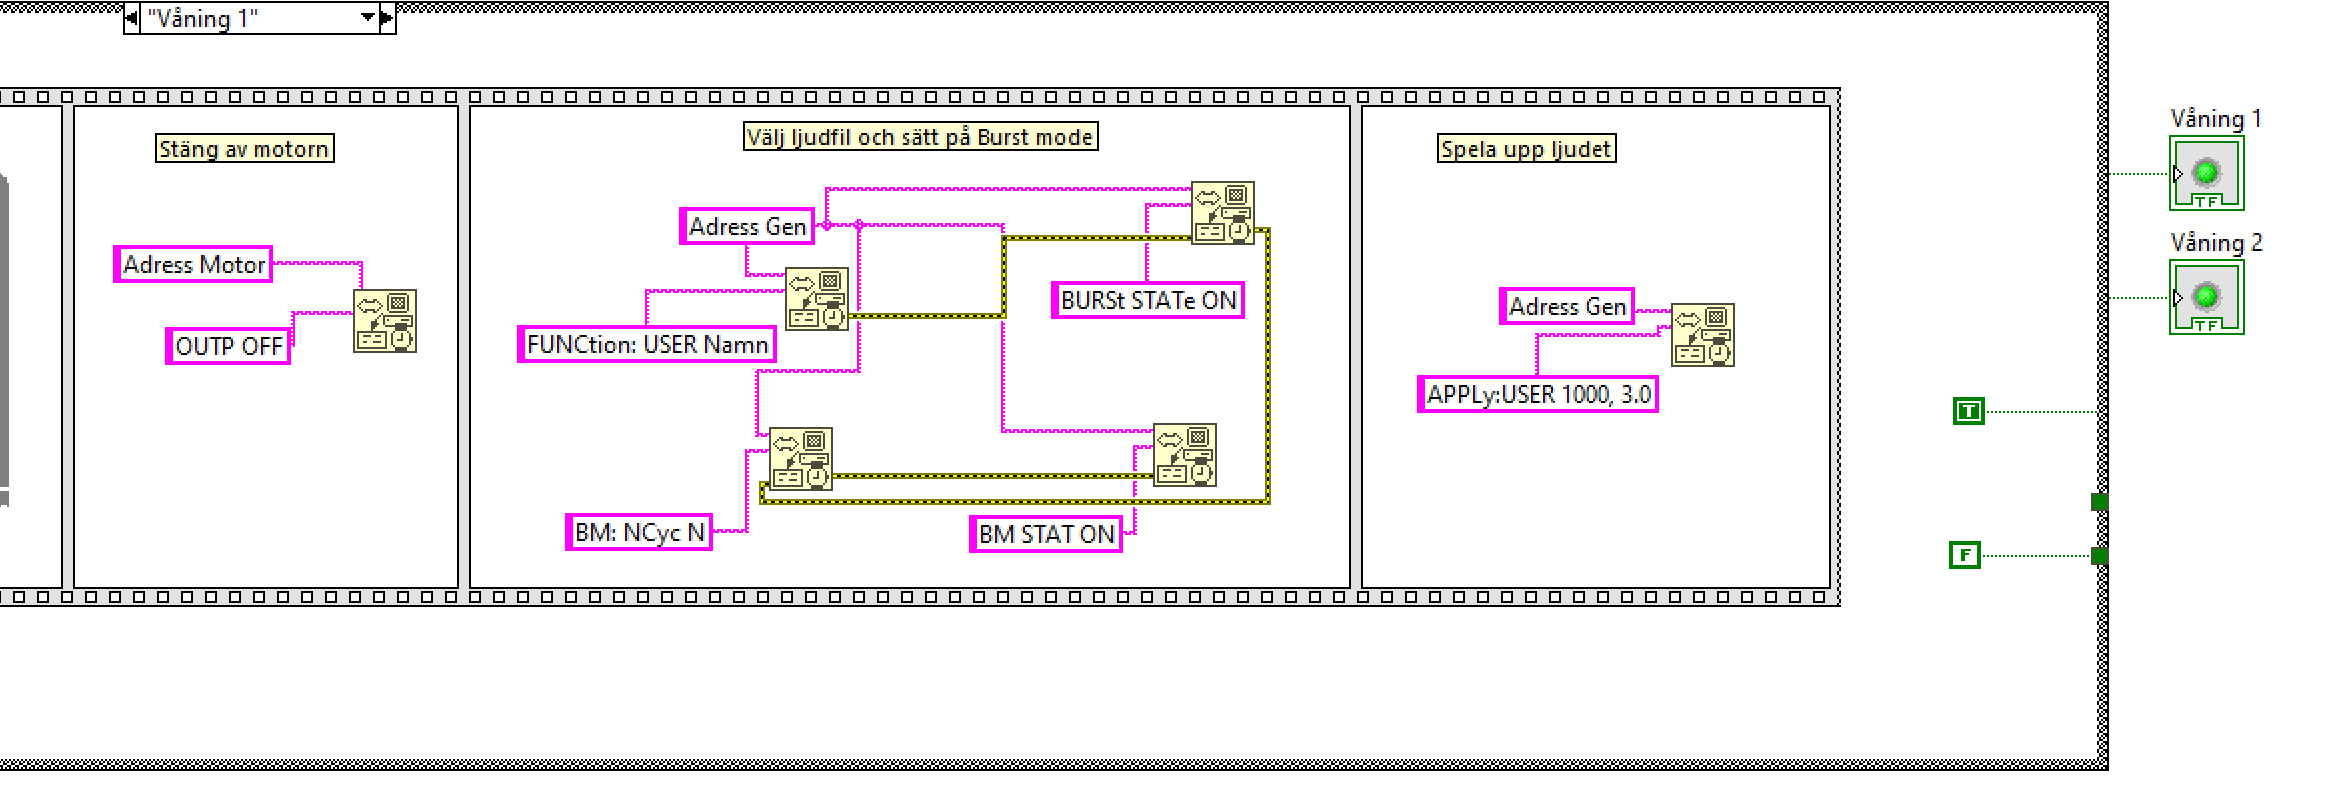 "Våning 1"
Stäng av motorn
Adress Motor
OUTP OFF
Välj ljudfil och sätt på Burst mode
Adress Gen
FUNCtion: USER Namn
BURSt STATe ON
BM: NCyc N
BM STAT ON
Spela upp ljudet
Adress Gen
APPLy:USER 1000, 3.0
Våning 1
TF
Våning 2
TF
T
F